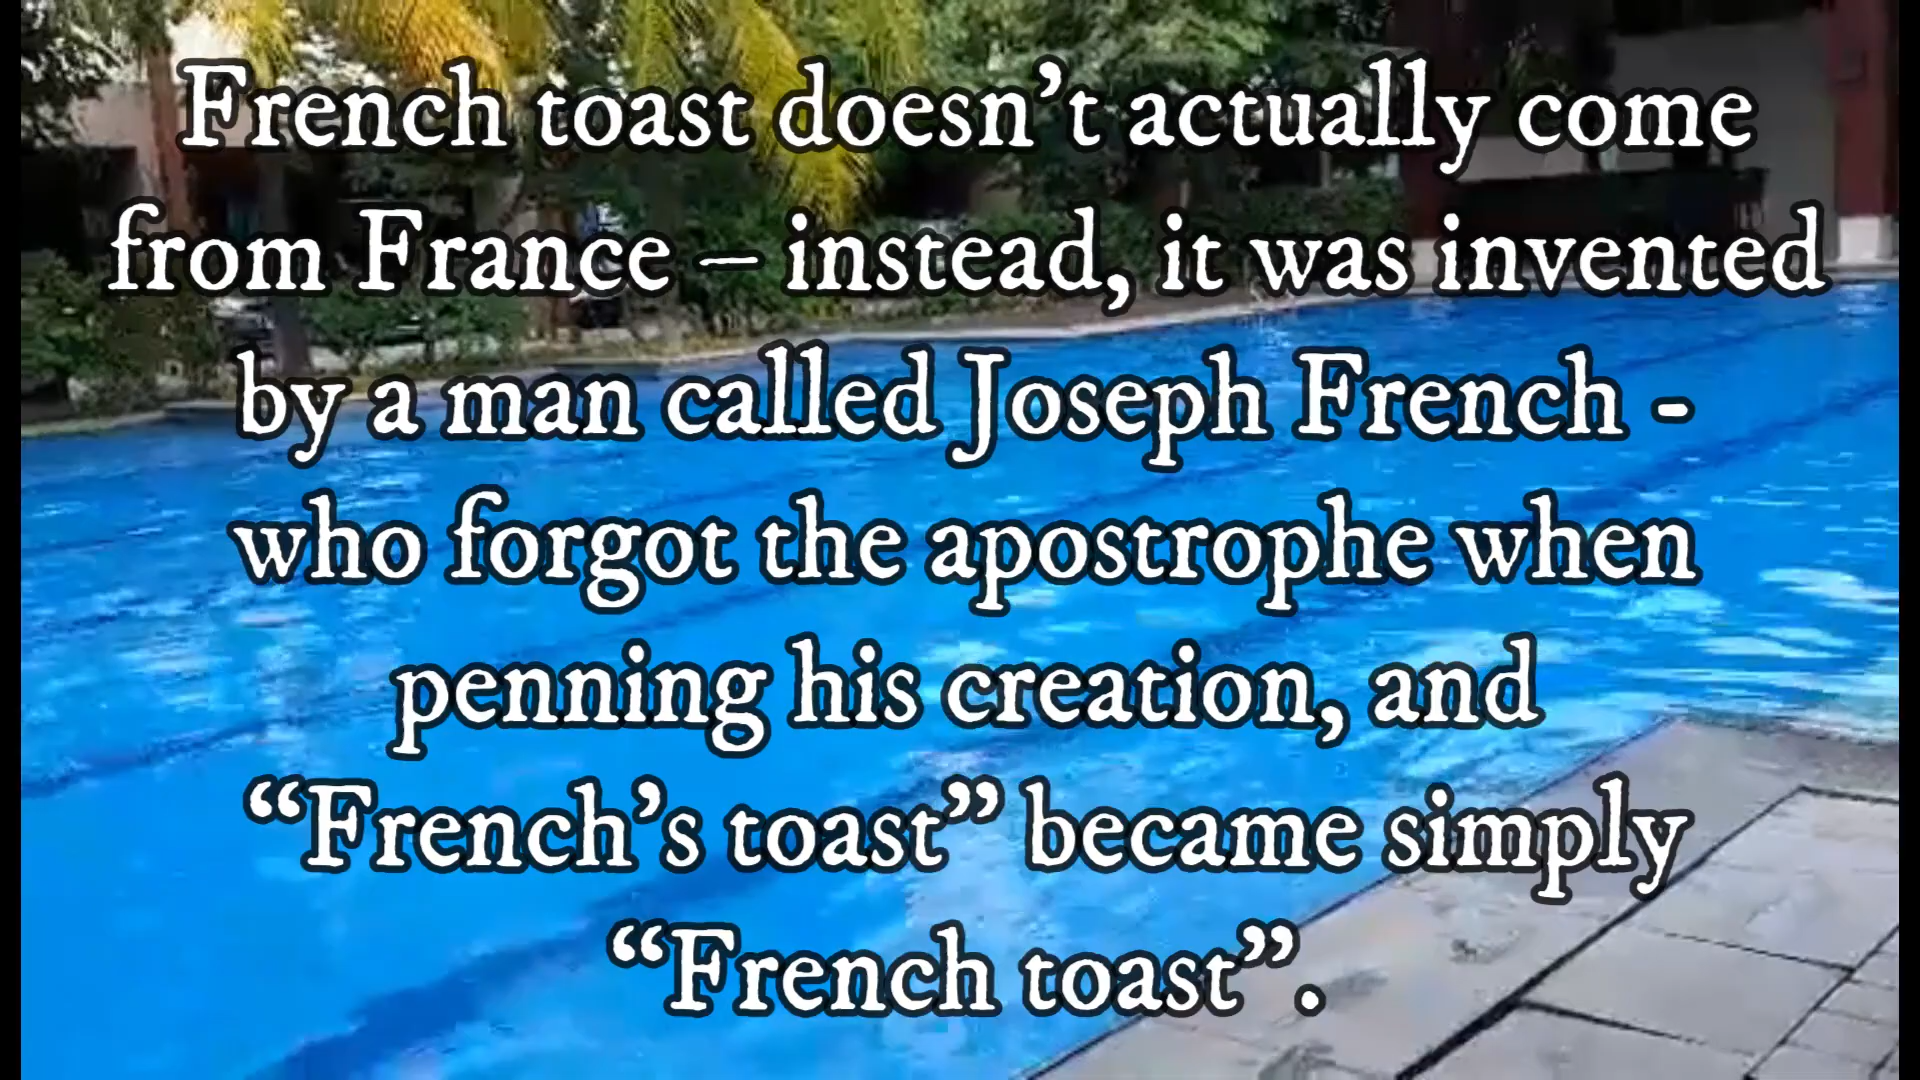 French toast doesn’t actually come
from France – instead, it was invented
by a man called Joseph French -
who forgot the apostrophe when
penning his creation, and
“French’s toast” became simply
“French toast”.